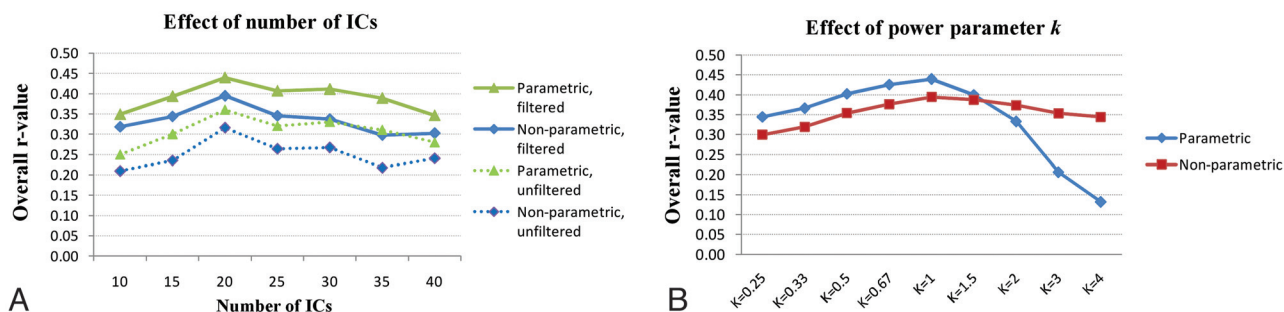 Effect of number of ICs
Overall r-value
0.50
0.45
0.40
0.35
0.30
0.25
0.20
0.15
0.10
0.05
0.00
10 15 20 25 30 35 40
Number of ICs
Parametric,
filtered
Non-parametric,
filtered
Parametric,
unfiltered
Non-parametric,
unfiltered
A
Effect of power parameter k
Overall r-value
0.50
0.45
0.40
0.35
0.30
0.25
0.20
0.15
0.10
0.05
0.00
K=0.25 K=0.33 K=0.5 K=0.67 K=1 K=1.5 K=2 K=3 K=4
Parametric
Non-parametric
B